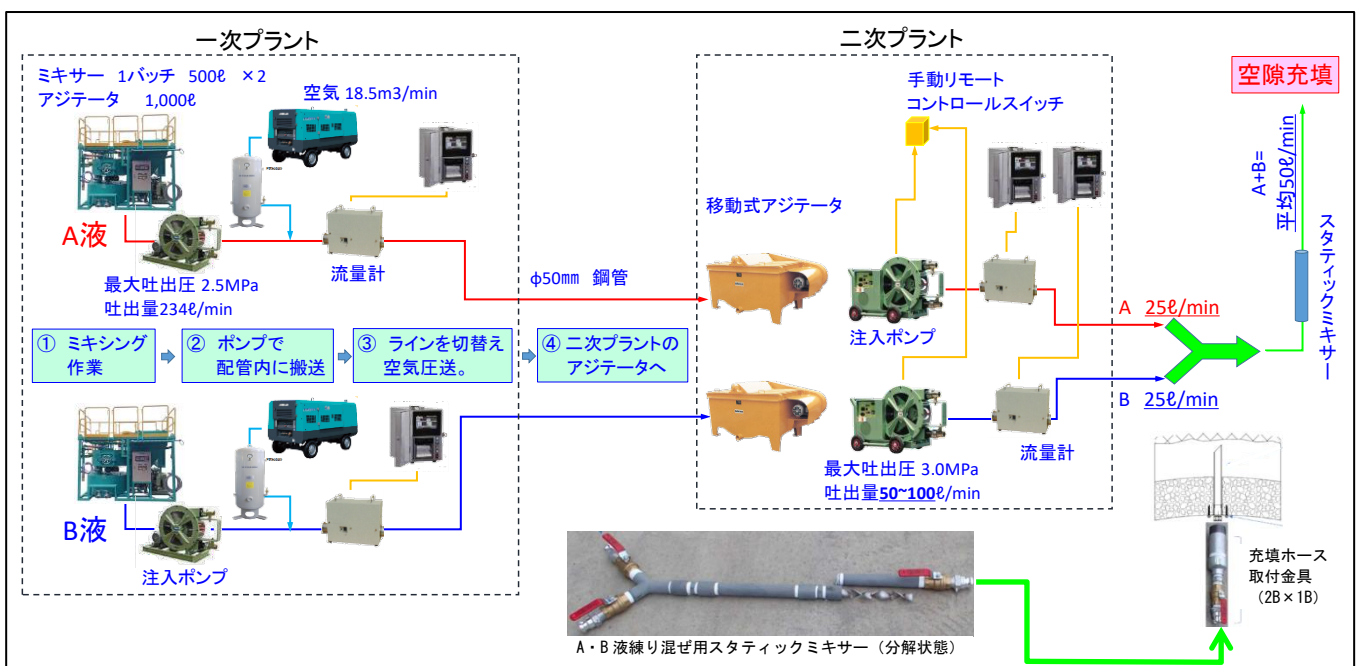 一次プラント
ミキサー 1バッチ 500ℓ ×2
アジテータ 1,000ℓ
空気 18.5m3/min
A液
最大吐出圧 2.5MPa
吐出量234ℓ/min
流量計
φ50㎜ 鋼管
① ミキシング
作業
② ポンプで
配管内に搬送
③ ラインを切替え
空気圧送。
④ 二次プラントの
アジテータへ
B液
注入ポンプ
二次プラント
手動リモート
コントロールスイッチ
移動式アジテータ
注入ポンプ
最大吐出圧 3.0MPa
吐出量50~100ℓ/min
流量計
A 25ℓ/min
B 25ℓ/min
空隙充填
A+B=
平均50ℓ/min
スタティックミキサー
充填ホース
取付金具
(2B×1B)
A・B液練り混ぜ用スタティックミキサー(分解状態)